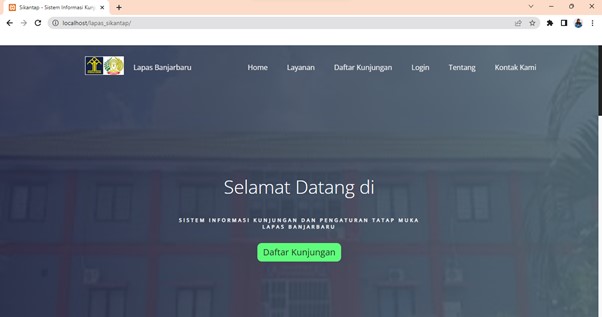 Sikantap - Sistem Informasi Kunj
localhost/lapas_sikantap/
Lapas Banjarbaru Home Layanan Daftar Kunjungan Login Tentang Kontak Kami
Selamat Datang di
SISTEM INFORMASI KUNJUNGAN DAN PENGATURAN TATAP MUKA
LAPAS BANJARBARU
Daftar Kunjungan